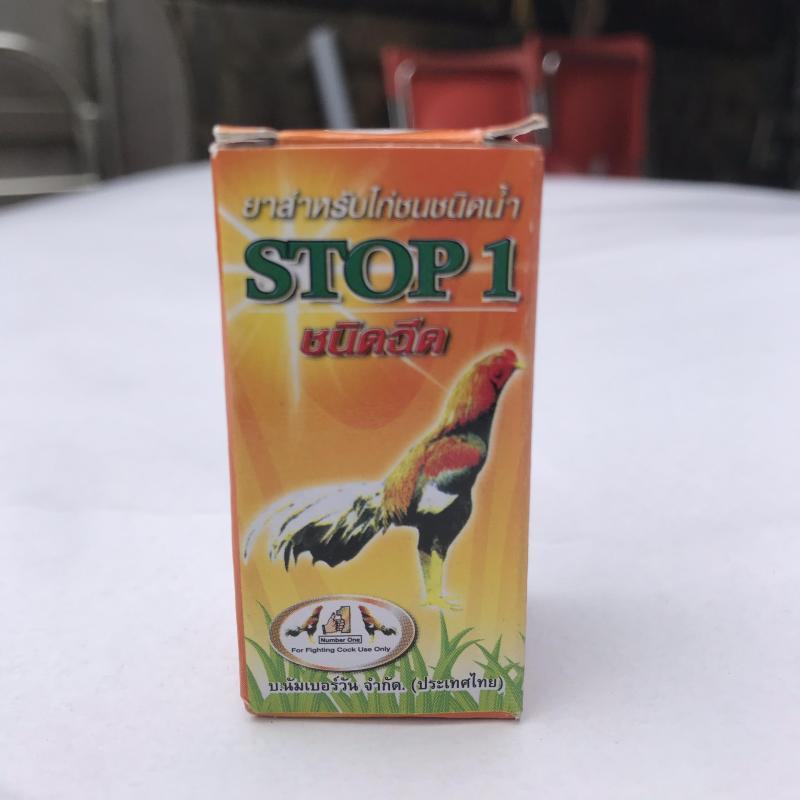 ยาสำหรับไก่ชนชนิดน้ำ
STOP 1
ชนิดฉีด
Number One
For Fighting Cock Use Only
บ.นัมเบอร์วัน จำกัด. (ประเทศไทย)